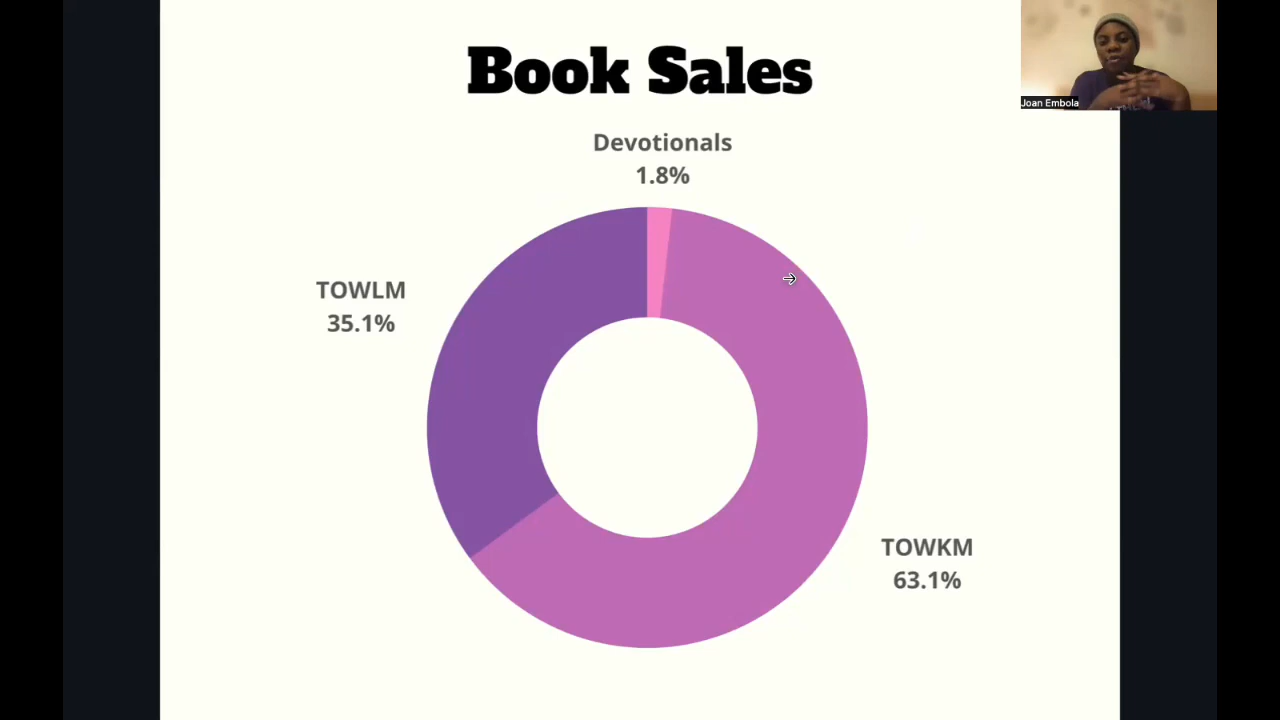 Book Sales
Joan Embola
Devotionals
1.8%
TOWLM
35.1%
TOWKM
63.1%